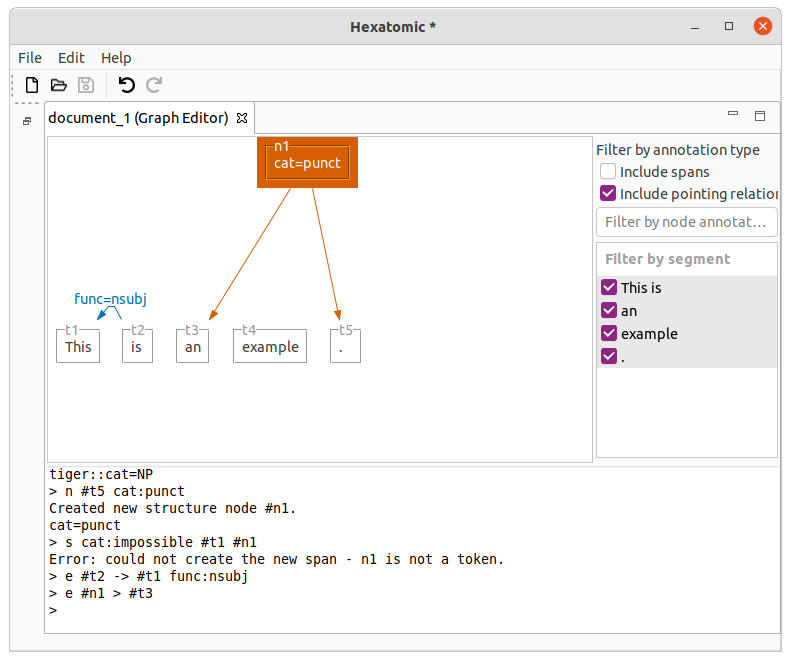 Hexatomic *
File Edit Help
document_1 (Graph Editor)
n1
cat=punct
func=nsubj
t1 t2 t3 t4 t5
This is an example .
Filter by annotation type
Include spans
Include pointing relation
Filter by node annotat...
Filter by segment
This is
an
example
.
tiger::cat=NP
> n #t5 cat:punct
Created new structure node #n1.
cat=punct
> s cat:impossible #t1 #n1
Error: could not create the new span - n1 is not a token.
> e #t2 -> #t1 func:nsubj
> e #n1 > #t3
>